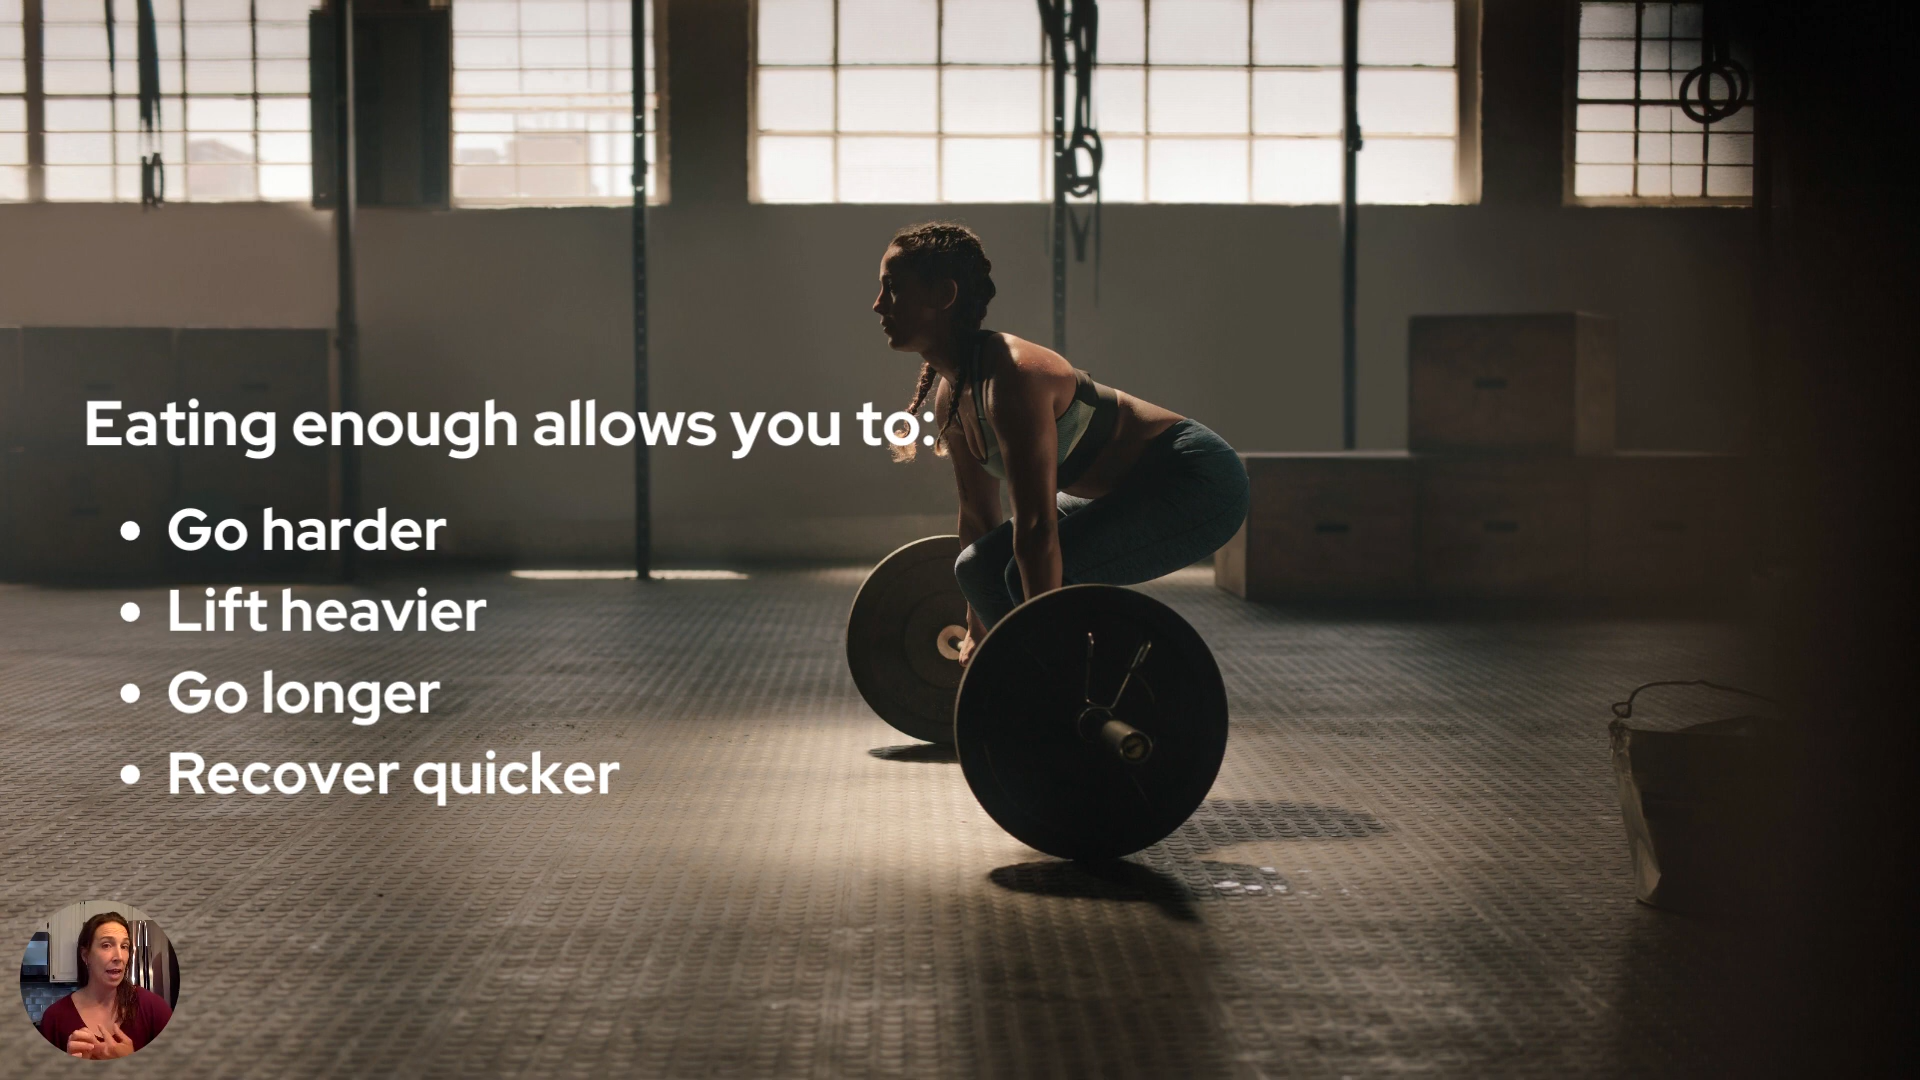 Eating enough allows you to:
• Go harder
• Lift heavier
• Go longer
• Recover quicker